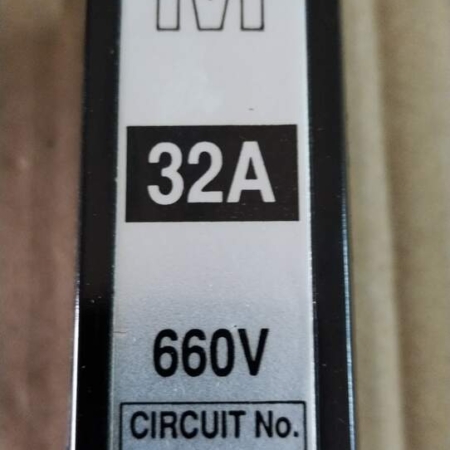 M
32A
660V
CIRCUIT No.